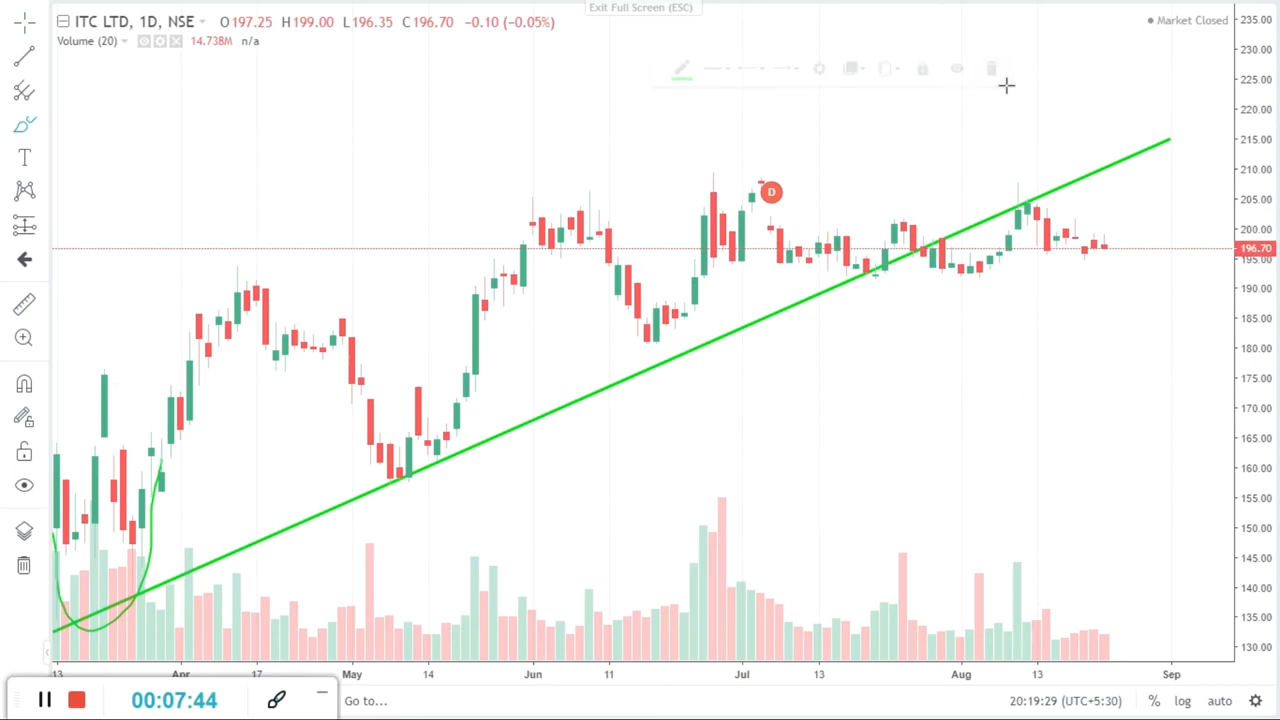 Exit Full Screen (ESC)
ITC LTD, 1D, NSE O197.25 H199.00 L196.35 C196.70 -0.10 (-0.05%)
Market Closed
Volume (20) 14.738M n/a
235.00
230.00
225.00
220.00
215.00
210.00
205.00
200.00
196.70
195.00
190.00
185.00
180.00
175.00
170.00
165.00
160.00
155.00
150.00
145.00
140.00
135.00
130.00
T
D
13 Apr 17 May 14 Jun 11 Jul 13 Aug 13 Sep
00:07:44
Go to...
20:19:29 (UTC+5:30) % log auto